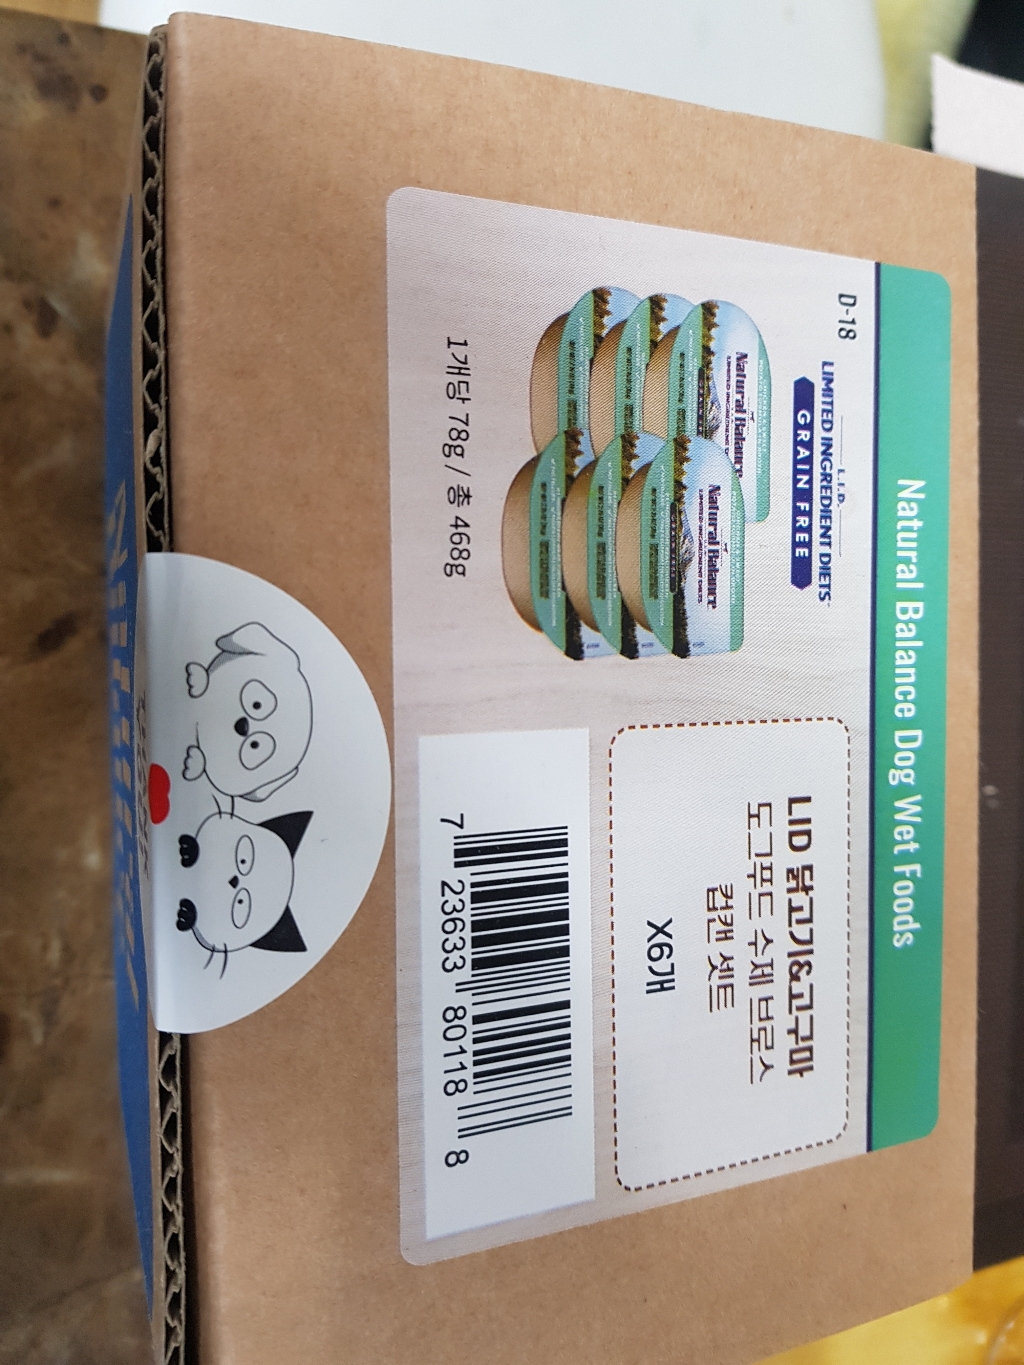 Natural Balance Dog Wet Foods
D-18
L.I.D.
LIMITED INGREDIENT DIETS
GRAIN FREE
Natural Balance
Natural Balance
1개당 78g / 총 468g
LID 닭고기&고구마
도그푸드 수제 브로스
컵캔 셋트
X6개
7 23633 80118 8